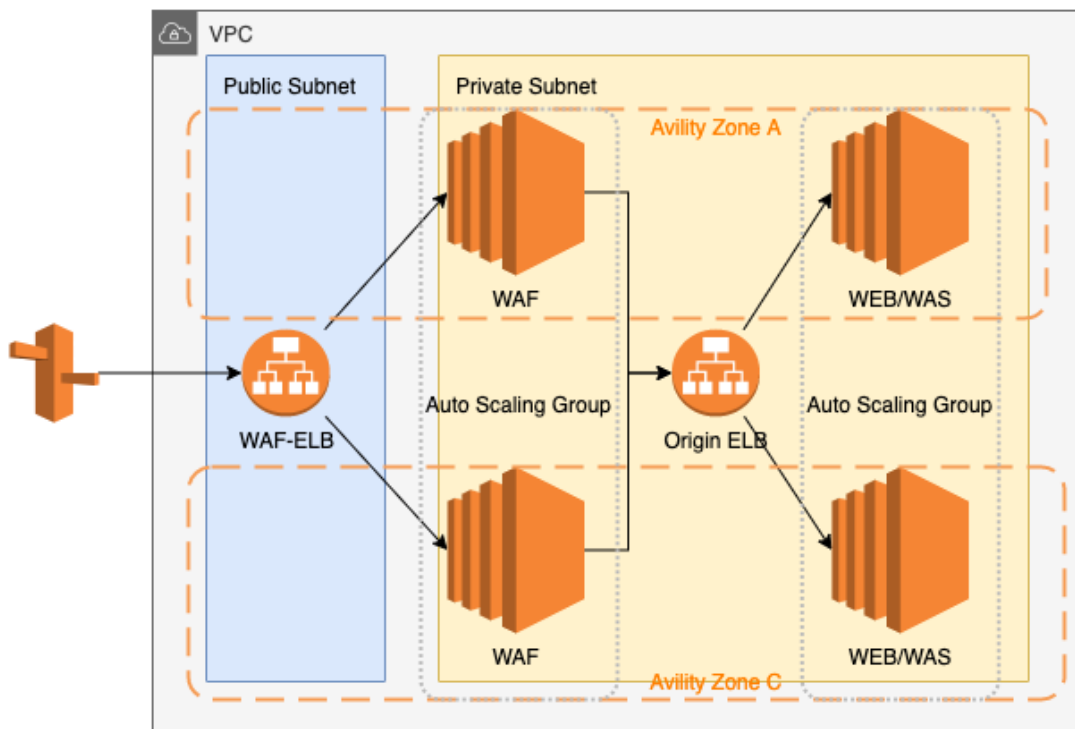 VPC
Public Subnet
Private Subnet
Avility Zone A
WAF
WEB/WAS
WAF-ELB
Auto Scaling Group
Origin ELB
Auto Scaling Group
WAF
WEB/WAS
Avility Zone C